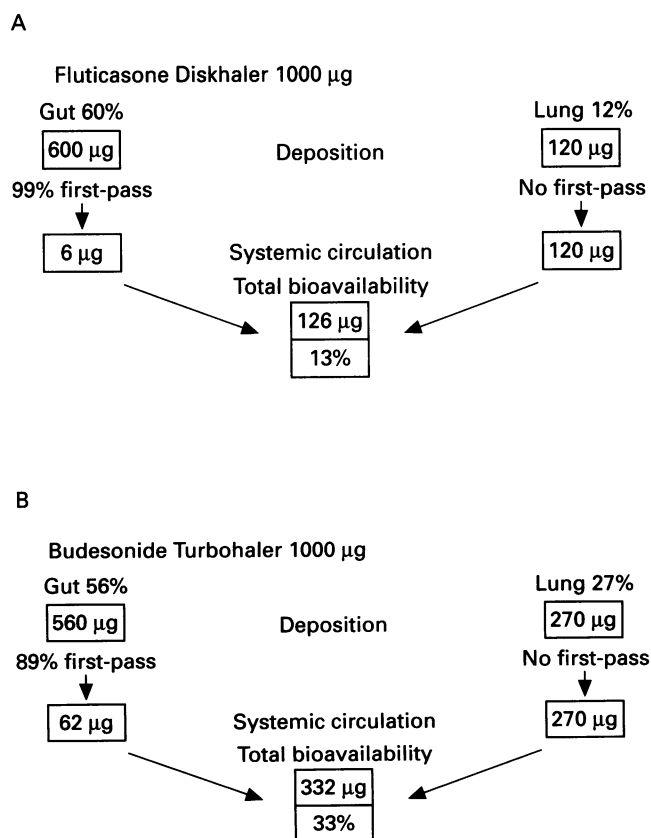 A
Fluticasone Diskhaler 1000 µg
Gut 60%
Lung 12%
600 µg
Deposition
120 µg
99% first-pass
No first-pass
6 µg
Systemic circulation
120 µg
Total bioavailability
126 µg
13%
B
Budesonide Turbohaler 1000 µg
Gut 56%
Lung 27%
560 µg
Deposition
270 µg
89% first-pass
No first-pass
62 µg
Systemic circulation
270 µg
Total bioavailability
332 µg
33%